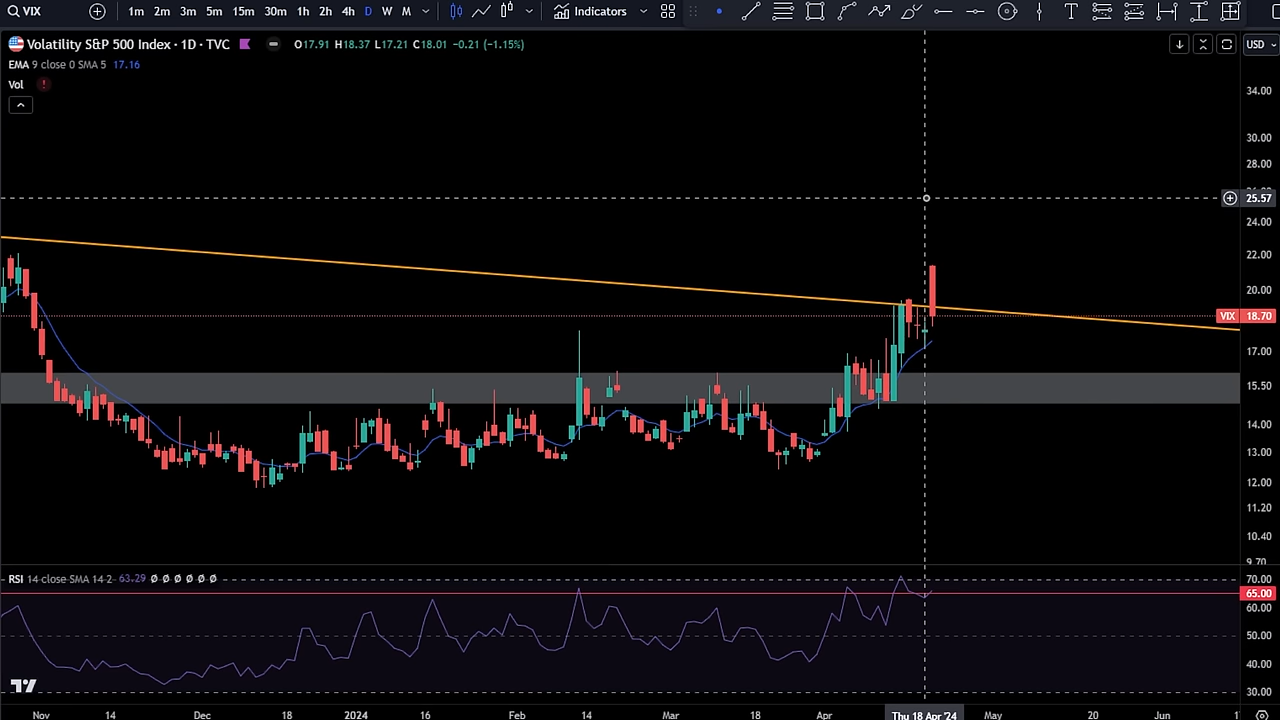 VIX 1m 2m 3m 5m 15m 30m 1h 2h 4h D W M Indicators
Volatility S&P 500 Index · 1D · TVC O17.91 H18.37 L17.21 C18.01 -0.21 (-1.15%) USD
EMA 9 close 0 SMA 5 17.16
Vol !
34.00
30.00
28.00
25.57
24.00
22.00
20.00
VIX 18.70
17.00
15.50
14.00
13.00
12.00
11.20
10.40
9.70
RSI 14 close SMA 14 2 63.29 Ø Ø Ø Ø Ø Ø 70.00
65.00
60.00
50.00
40.00
30.00
Nov 14 Dec 18 2024 16 Feb 14 Mar 18 Apr Thu 18 Apr '24 May 20 Jun